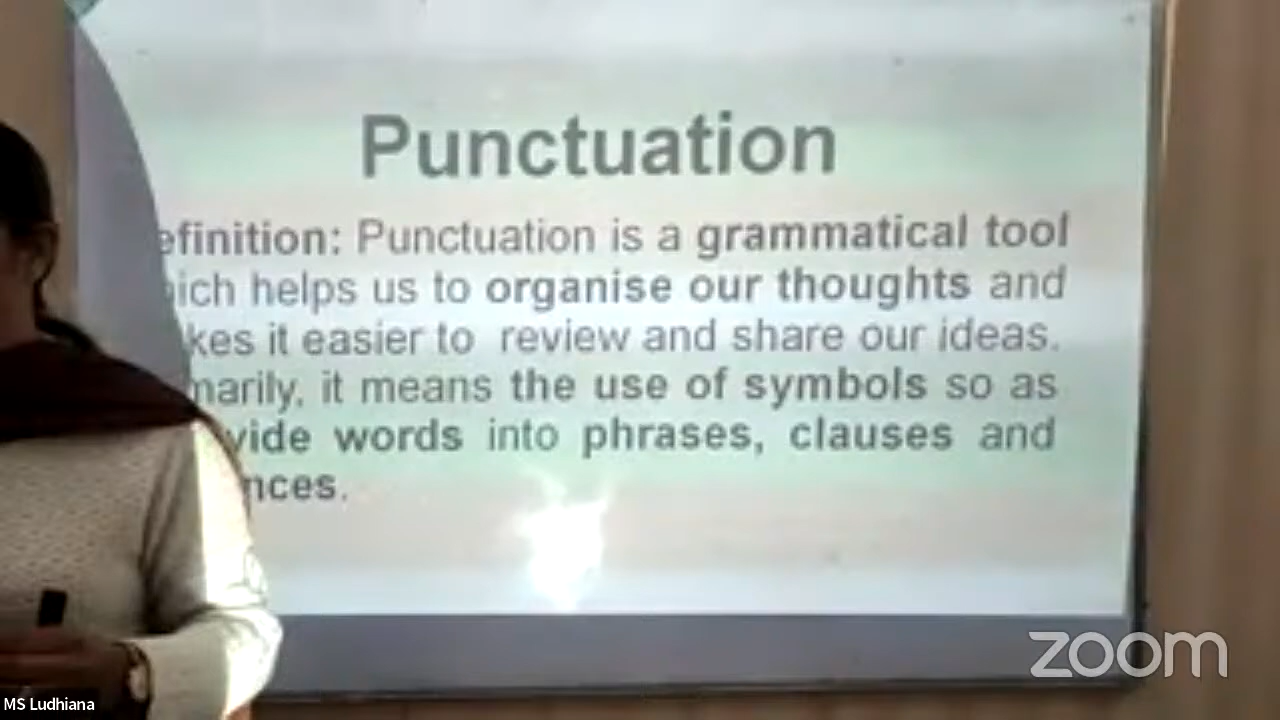 Punctuation
efinition: Punctuation is a grammatical tool
ich helps us to organise our thoughts and
kes it easier to review and share our ideas.
marily, it means the use of symbols so as
vide words into phrases, clauses and
nces.
zoom
MS Ludhiana